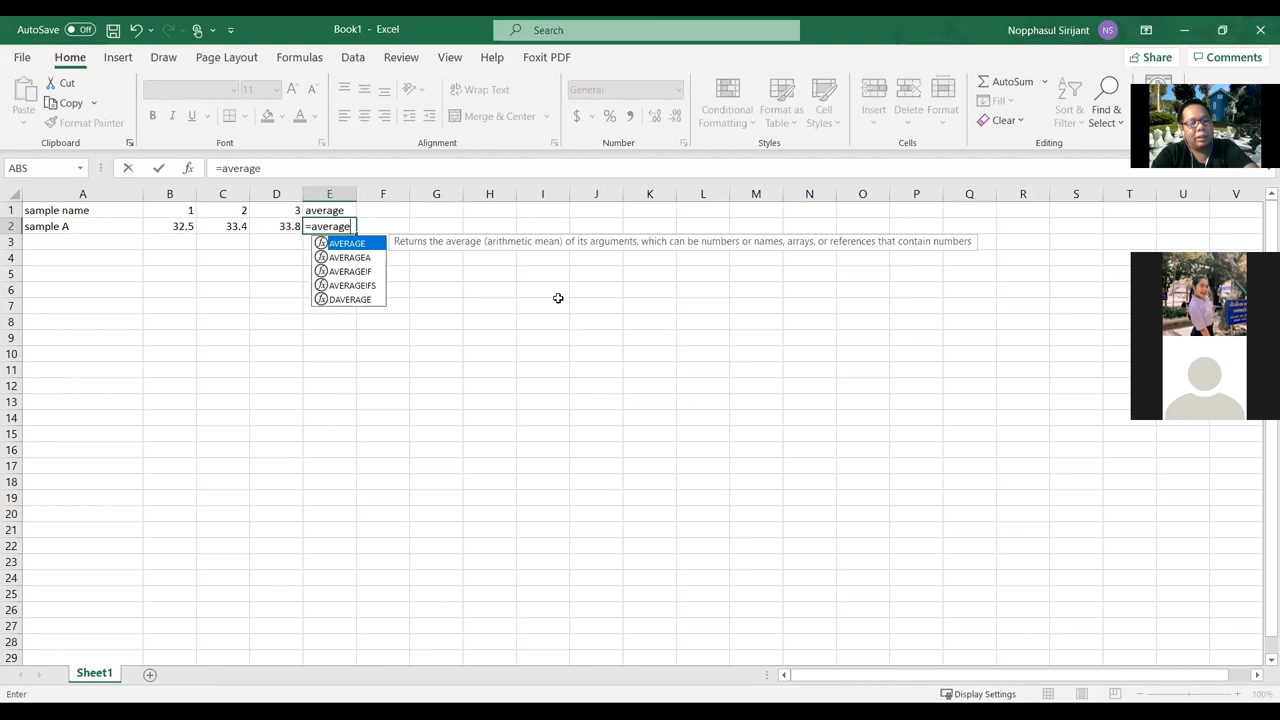 AutoSave Off Book1 - Excel Search Nopphasul Sirijant NS
File Home Insert Draw Page Layout Formulas Data Review View Help Foxit PDF Share Comments
Paste Cut Copy Format Painter Clipboard
B I U Font
Wrap Text Merge & Center Alignment
General $ % Number
Conditional Formatting Format as Table Cell Styles Styles
Insert Delete Format Cells
AutoSum Fill Clear Sort & Filter Find & Select Editing
ABS fx =average
A B C D E F G H I J K L M N O P Q R S T U V
1 sample name 1 2 3 average
2 sample A 32.5 33.4 33.8 =average
3 AVERAGE Returns the average (arithmetic mean) of its arguments, which can be numbers or names, arrays, or references that contain numbers
4 AVERAGEA
5 AVERAGEIF
6 AVERAGEIFS
7 DAVERAGE
8
9
10
11
12
13
14
15
16
17
18
19
20
21
22
23
24
25
26
27
28
29
Sheet1
Enter Display Settings 100%